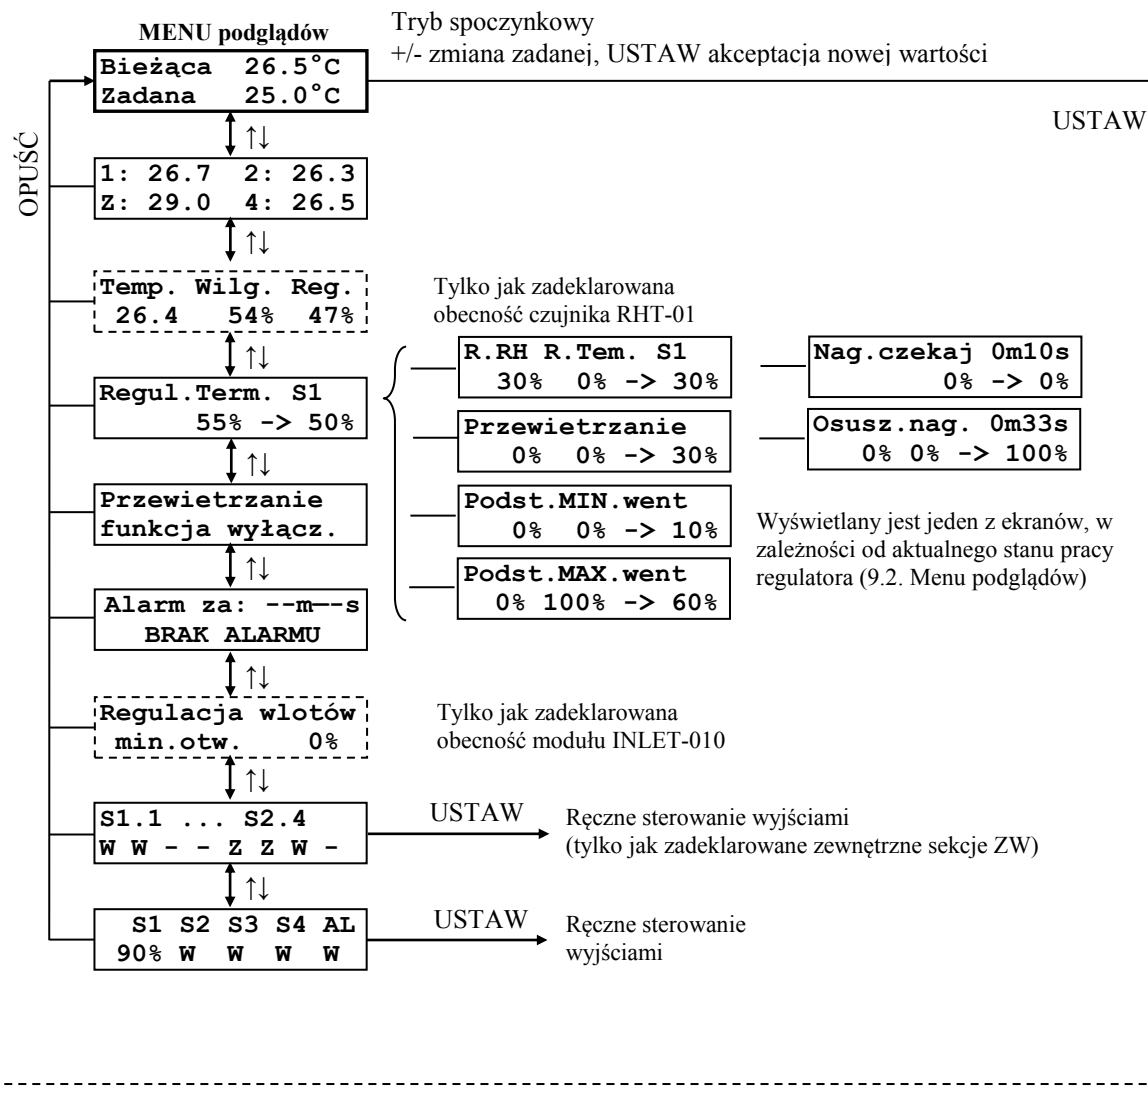 MENU podglądów
Tryb spoczynkowy
+/- zmiana zadanej, USTAW akceptacja nowej wartości
Bieżąca 26.5°C
Zadana 25.0°C
USTAW
OPUŚĆ
↑↓
1: 26.7 2: 26.3
Z: 29.0 4: 26.5
↑↓
Temp. Wilg. Reg.
26.4 54% 47%
Tylko jak zadeklarowana
obecność czujnika RHT-01
↑↓
Regul.Term. S1
55% -> 50%
R.RH R.Tem. S1
30% 0% -> 30%
Nag.czekaj 0m10s
0% -> 0%
↑↓
Przewietrzanie
0% 0% -> 30%
Osusz.nag. 0m33s
0% 0% -> 100%
Przewietrzanie
funkcja wyłącz.
Podst.MIN.went
0% 0% -> 10%
Wyświetlany jest jeden z ekranów, w
zależności od aktualnego stanu pracy
regulatora (9.2. Menu podglądów)
↑↓
Podst.MAX.went
0% 100% -> 60%
Alarm za: --m--s
BRAK ALARMU
↑↓
Regulacja wlotów
min.otw. 0%
Tylko jak zadeklarowana
obecność modułu INLET-010
↑↓
S1.1 ... S2.4
W W - - Z Z W -
USTAW
Ręczne sterowanie wyjściami
(tylko jak zadeklarowane zewnętrzne sekcje ZW)
↑↓
S1 S2 S3 S4 AL
90% W W W W
USTAW
Ręczne sterowanie
wyjściami